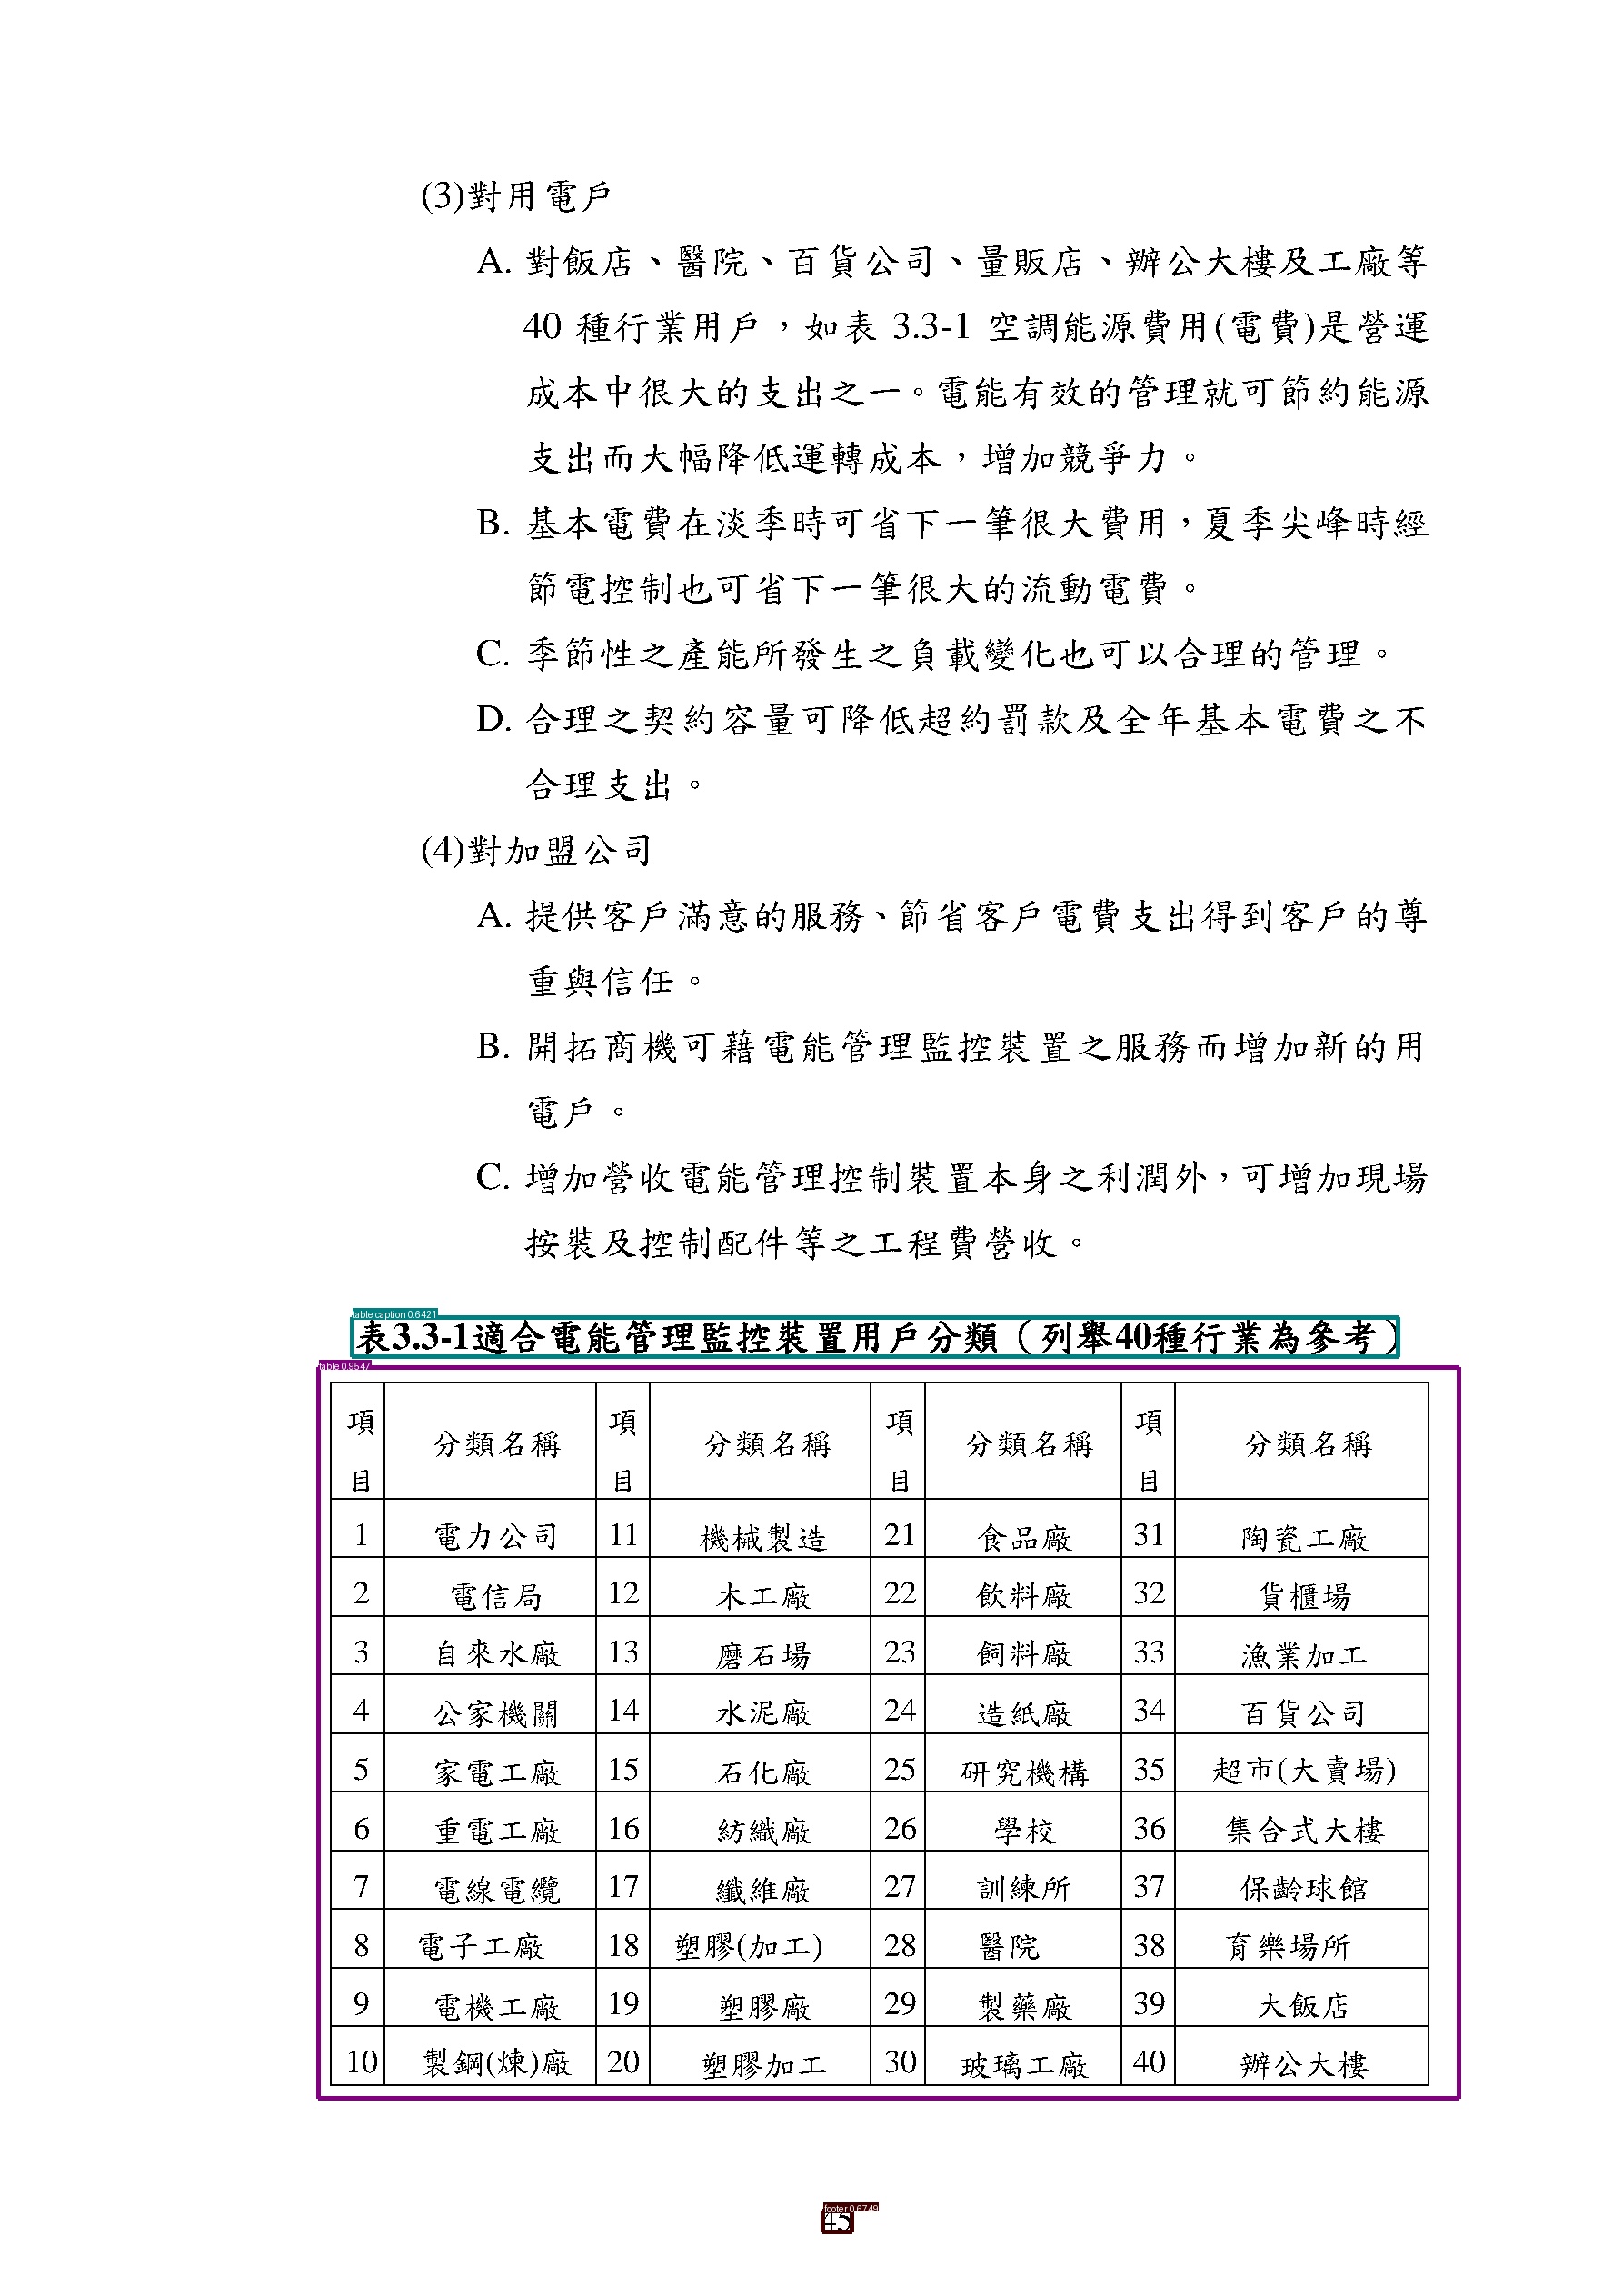 (3)對用電戶
A. 對飯店、醫院、百貨公司、量販店、辦公大樓及工廠等
40 種行業用戶，如表 3.3-1 空調能源費用(電費)是營運
成本中很大的支出之一。電能有效的管理就可節約能源
支出而大幅降低運轉成本，增加競爭力。
B. 基本電費在淡季時可省下一筆很大費用，夏季尖峰時經
節電控制也可省下一筆很大的流動電費。
C. 季節性之產能所發生之負載變化也可以合理的管理。
D. 合理之契約容量可降低超約罰款及全年基本電費之不
合理支出。
(4)對加盟公司
A. 提供客戶滿意的服務、節省客戶電費支出得到客戶的尊
重與信任。
B. 開拓商機可藉電能管理監控裝置之服務而增加新的用
電戶。
C. 增加營收電能管理控制裝置本身之利潤外，可增加現場
按裝及控制配件等之工程費營收。
table caption 0.6421
表3.3-1適合電能管理監控裝置用戶分類（列舉40種行業為參考）
table 0.9547
項目 分類名稱 項目 分類名稱 項目 分類名稱 項目 分類名稱
1 電力公司 11 機械製造 21 食品廠 31 陶瓷工廠
2 電信局 12 木工廠 22 飲料廠 32 貨櫃場
3 自來水廠 13 磨石場 23 飼料廠 33 漁業加工
4 公家機關 14 水泥廠 24 造紙廠 34 百貨公司
5 家電工廠 15 石化廠 25 研究機構 35 超市(大賣場)
6 重電工廠 16 紡織廠 26 學校 36 集合式大樓
7 電線電纜 17 纖維廠 27 訓練所 37 保齡球館
8 電子工廠 18 塑膠(加工) 28 醫院 38 育樂場所
9 電機工廠 19 塑膠廠 29 製藥廠 39 大飯店
10 製鋼(煉)廠 20 塑膠加工 30 玻璃工廠 40 辦公大樓
footer 0.6749
45